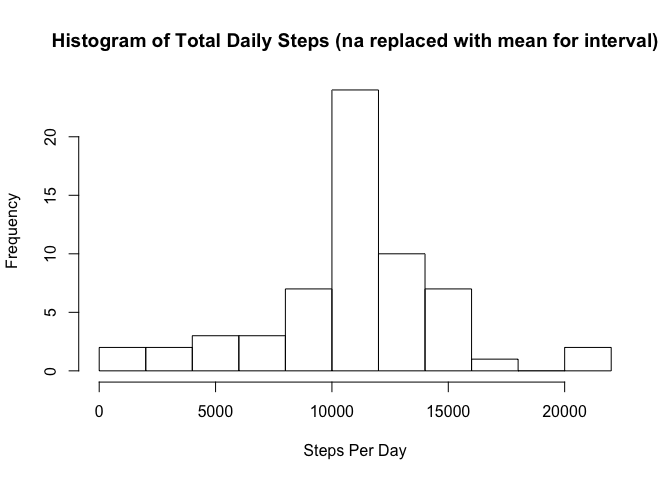 Histogram of Total Daily Steps (na replaced with mean for interval)
Frequency
20
15
10
5
0
0 5000 10000 15000 20000
Steps Per Day